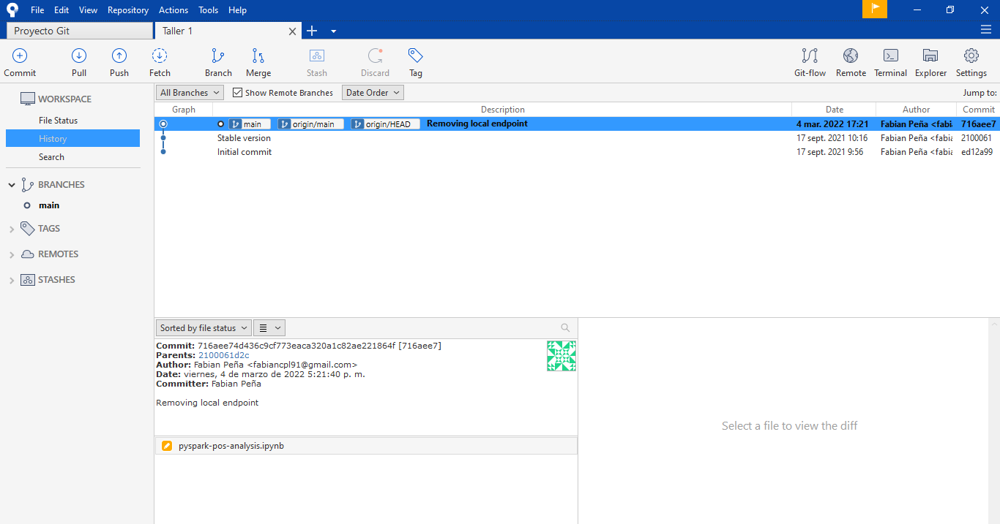 File Edit View Repository Actions Tools Help
Proyecto Git
Taller 1
Commit Pull Push Fetch Branch Merge Stash Discard Tag Git-flow Remote Terminal Explorer Settings
WORKSPACE
File Status
History
Search
BRANCHES
main
TAGS
REMOTES
STASHES
All Branches Show Remote Branches Date Order Jump to:
Graph Description Date Author Commit
main origin/main origin/HEAD Removing local endpoint 4 mar. 2022 17:21 Fabian Peña <fabia 716aee7
Stable version 17 sept. 2021 10:16 Fabian Peña <fabia 2100061
Initial commit 17 sept. 2021 9:56 Fabian Peña <fabia ed12a99
Sorted by file status
Commit: 716aee74d436c9cf773eaca320a1c82ae221864f [716aee7]
Parents: 2100061d2c
Author: Fabian Peña <fabiancpl91@gmail.com>
Date: viernes, 4 de marzo de 2022 5:21:40 p. m.
Committer: Fabian Peña
Removing local endpoint
pyspark-pos-analysis.ipynb
Select a file to view the diff